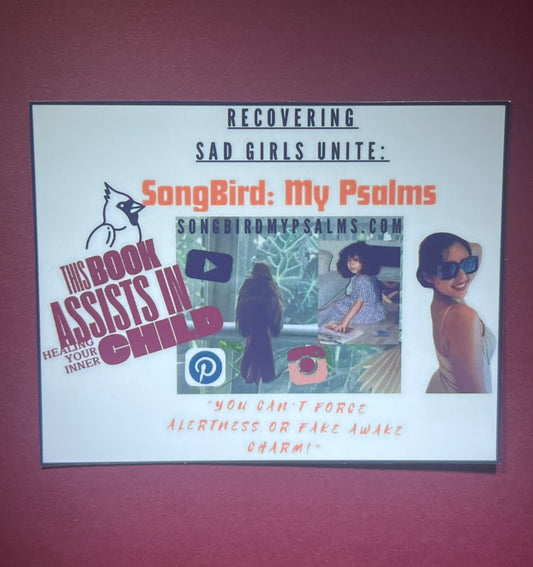 RECOVERING
SAD GIRLS UNITE:
SongBird: My Psalms
SONGBIRDMYPSALMS.COM
THIS BOOK
ASSISTS IN
HEALING
YOUR
INNER
CHILD
"YOU CAN'T FORCE
ALERTNESS OR FAKE AWAKE
CHARM!"